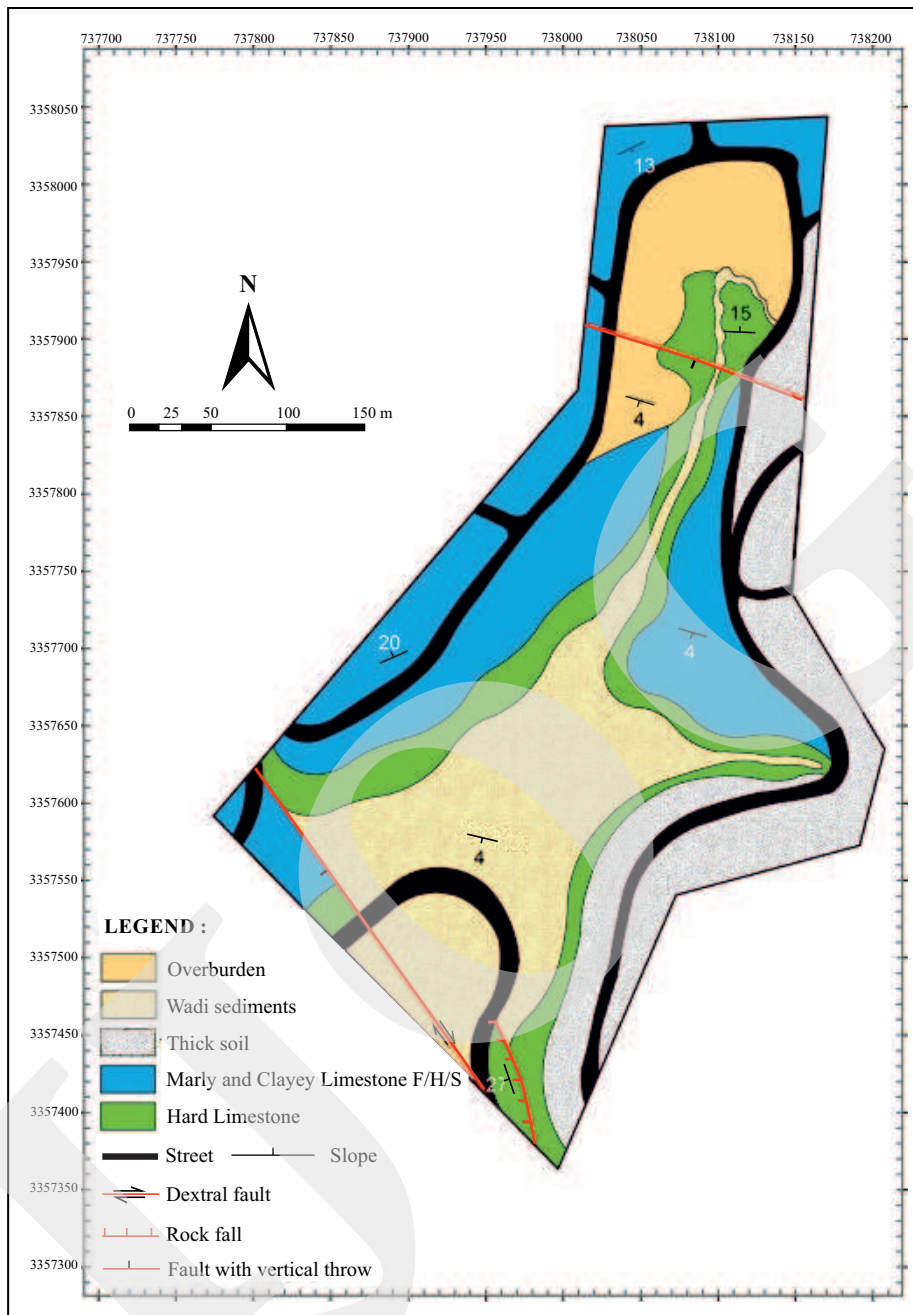 737700 737750 737800 737850 737900 737950 738000 738050 738100 738150 738200
3358050
3358000
3357950
3357900
3357850
3357800
3357750
3357700
3357650
3357600
3357550
3357500
3357450
3357400
3357350
3357300
13
15
N
0 25 50 100 150 m
4
20
4
4
27
LEGEND :
Overburden
Wadi sediments
Thick soil
Marly and Clayey Limestone F/H/S
Hard Limestone
Street Slope
Dextral fault
Rock fall
Fault with vertical throw